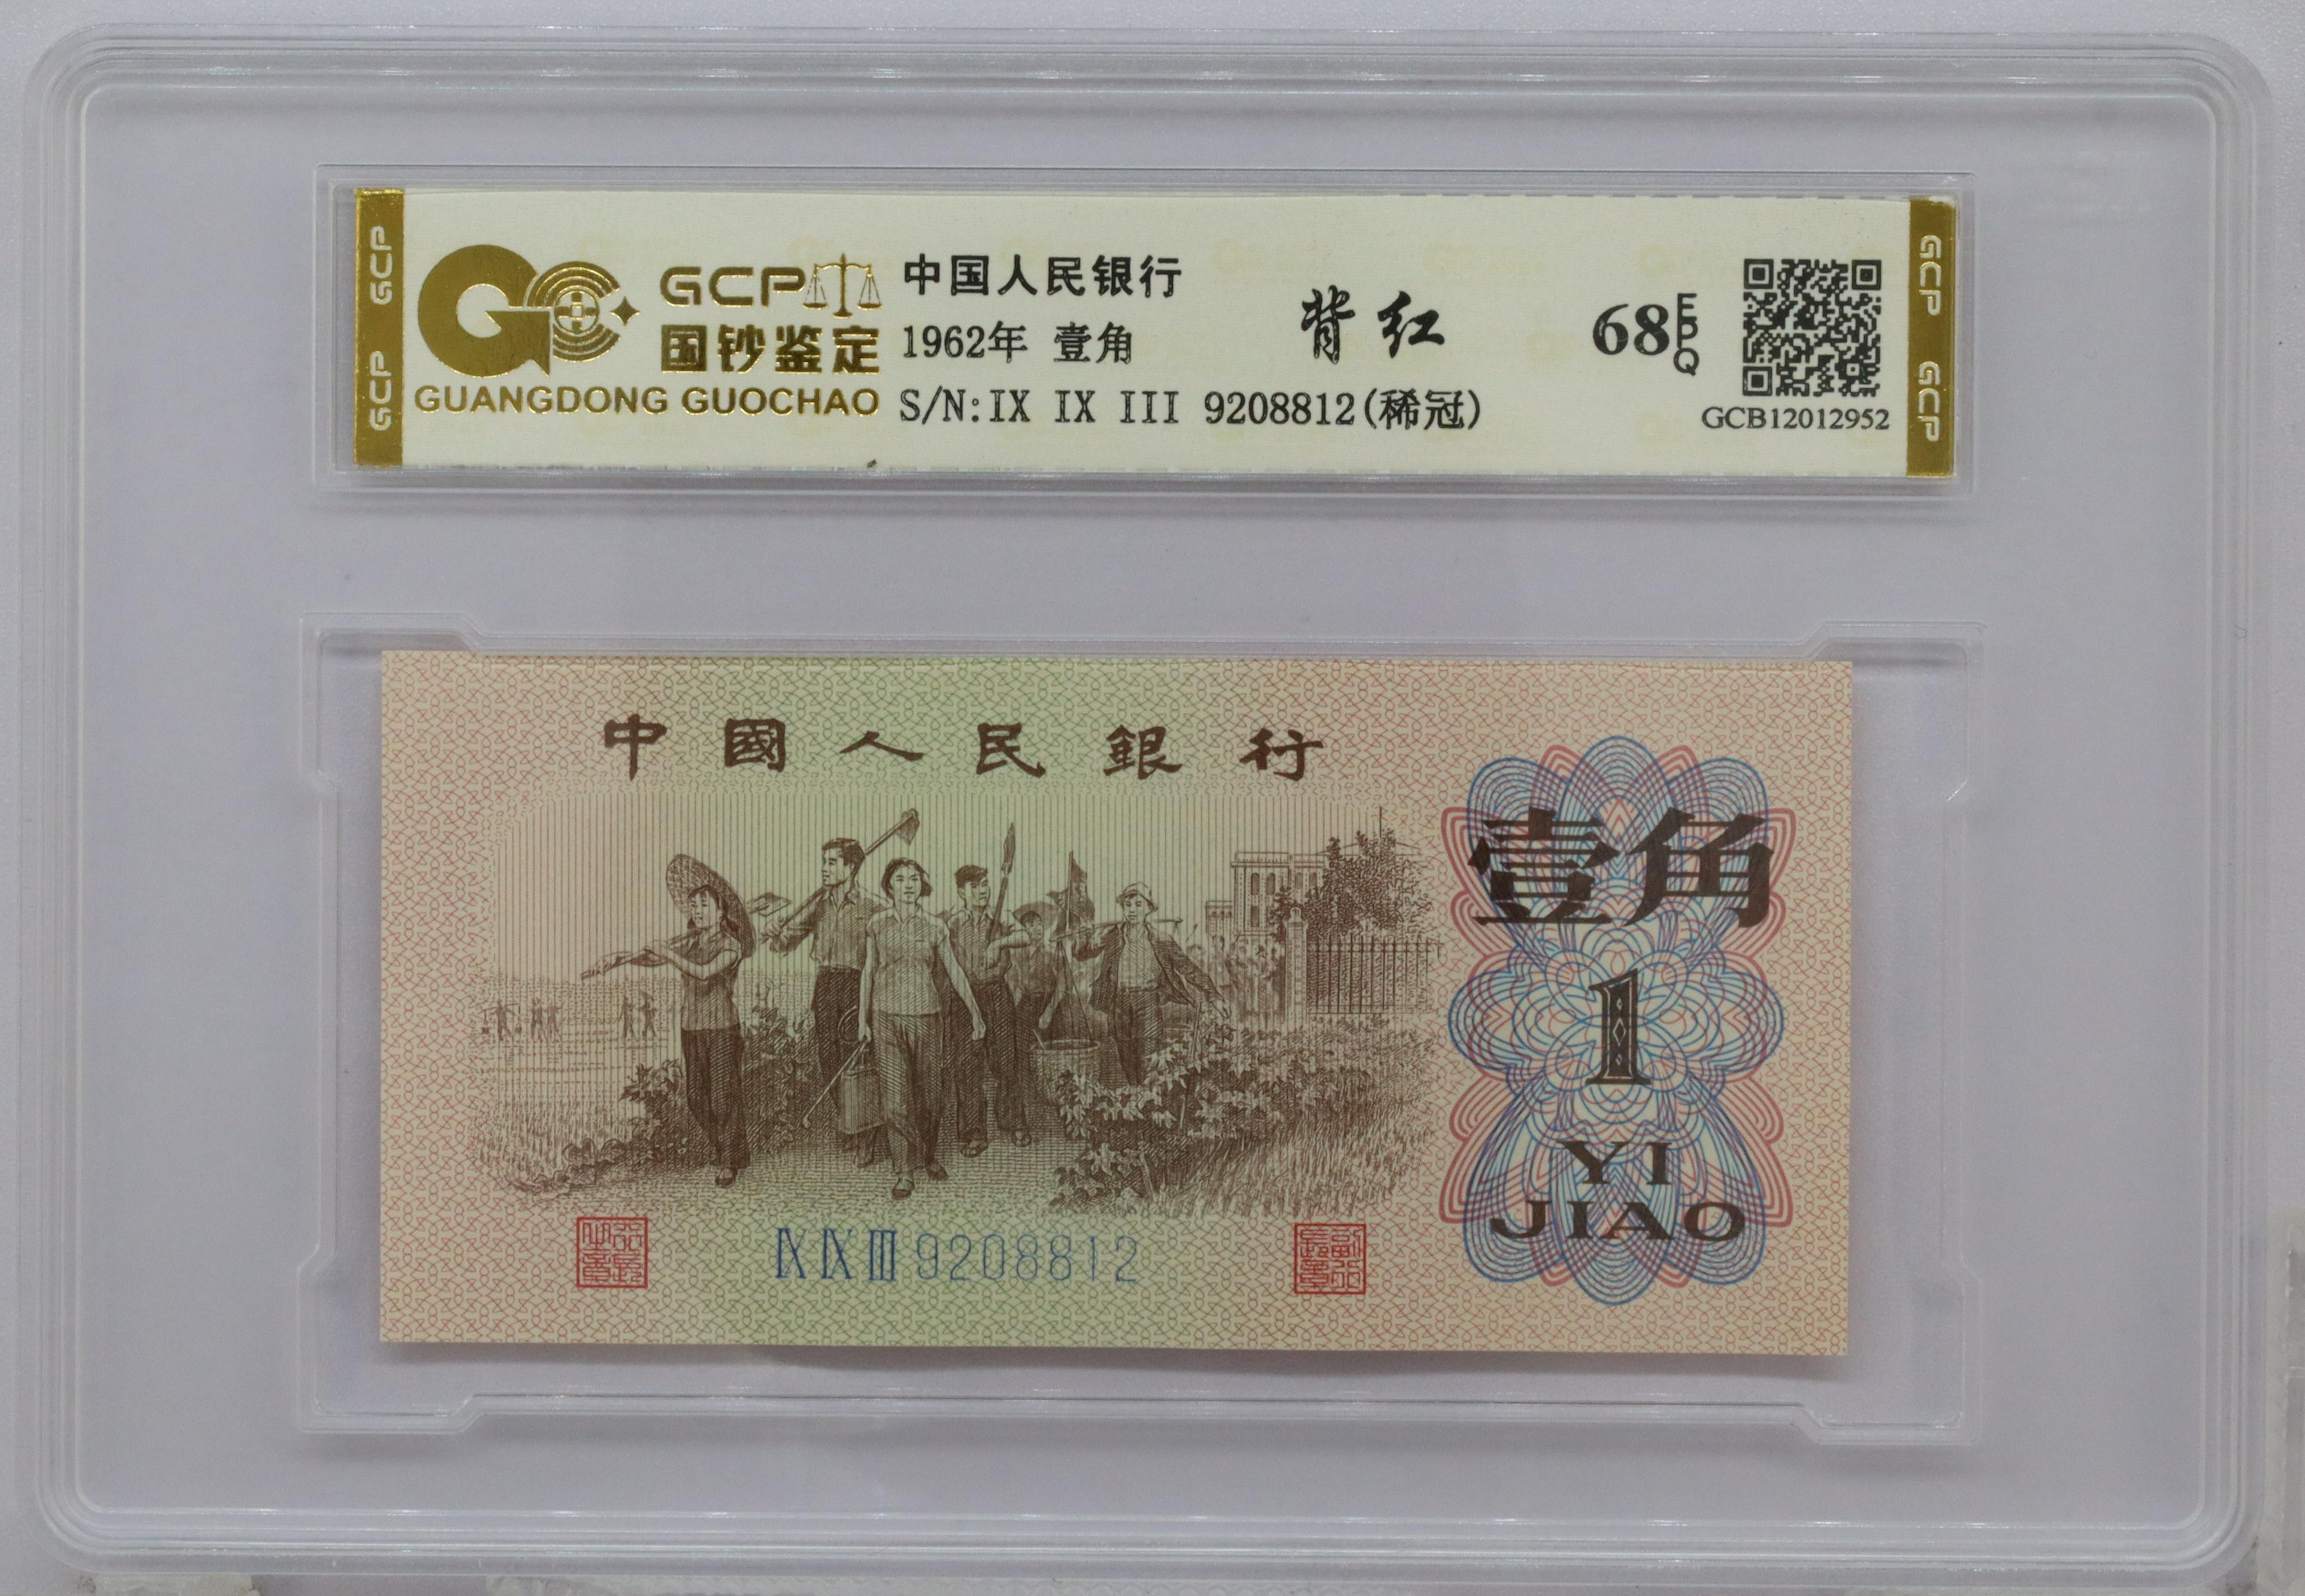 GCP GCP
GCP
国钞鉴定
GUANGDONG GUOCHAO
中国人民银行
1962年 壹角
S/N:IX IX III 9208812(稀冠)
背红
68 EPQ
GCB12012952
GCP GCP
中國人民銀行
壹角
1
YI
JIAO
IX IX III 9208812